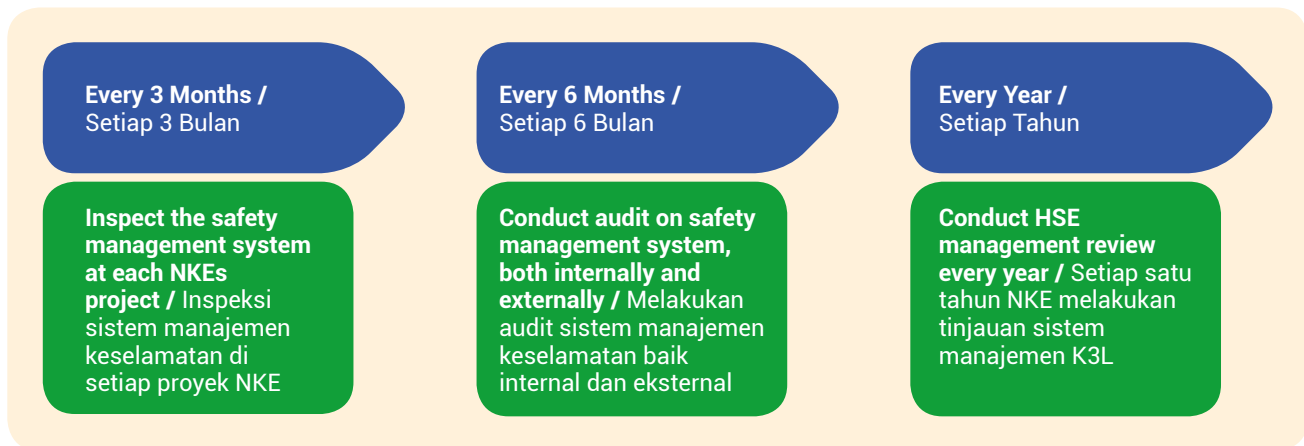 Every 3 Months /
Setiap 3 Bulan
Inspect the safety
management system
at each NKEs
project / Inspeksi
sistem manajemen
keselamatan di
setiap proyek NKE
Every 6 Months /
Setiap 6 Bulan
Conduct audit on safety
management system,
both internally and
externally / Melakukan
audit sistem manajemen
keselamatan baik
internal dan eksternal
Every Year /
Setiap Tahun
Conduct HSE
management review
every year / Setiap satu
tahun NKE melakukan
tinjauan sistem
manajemen K3L